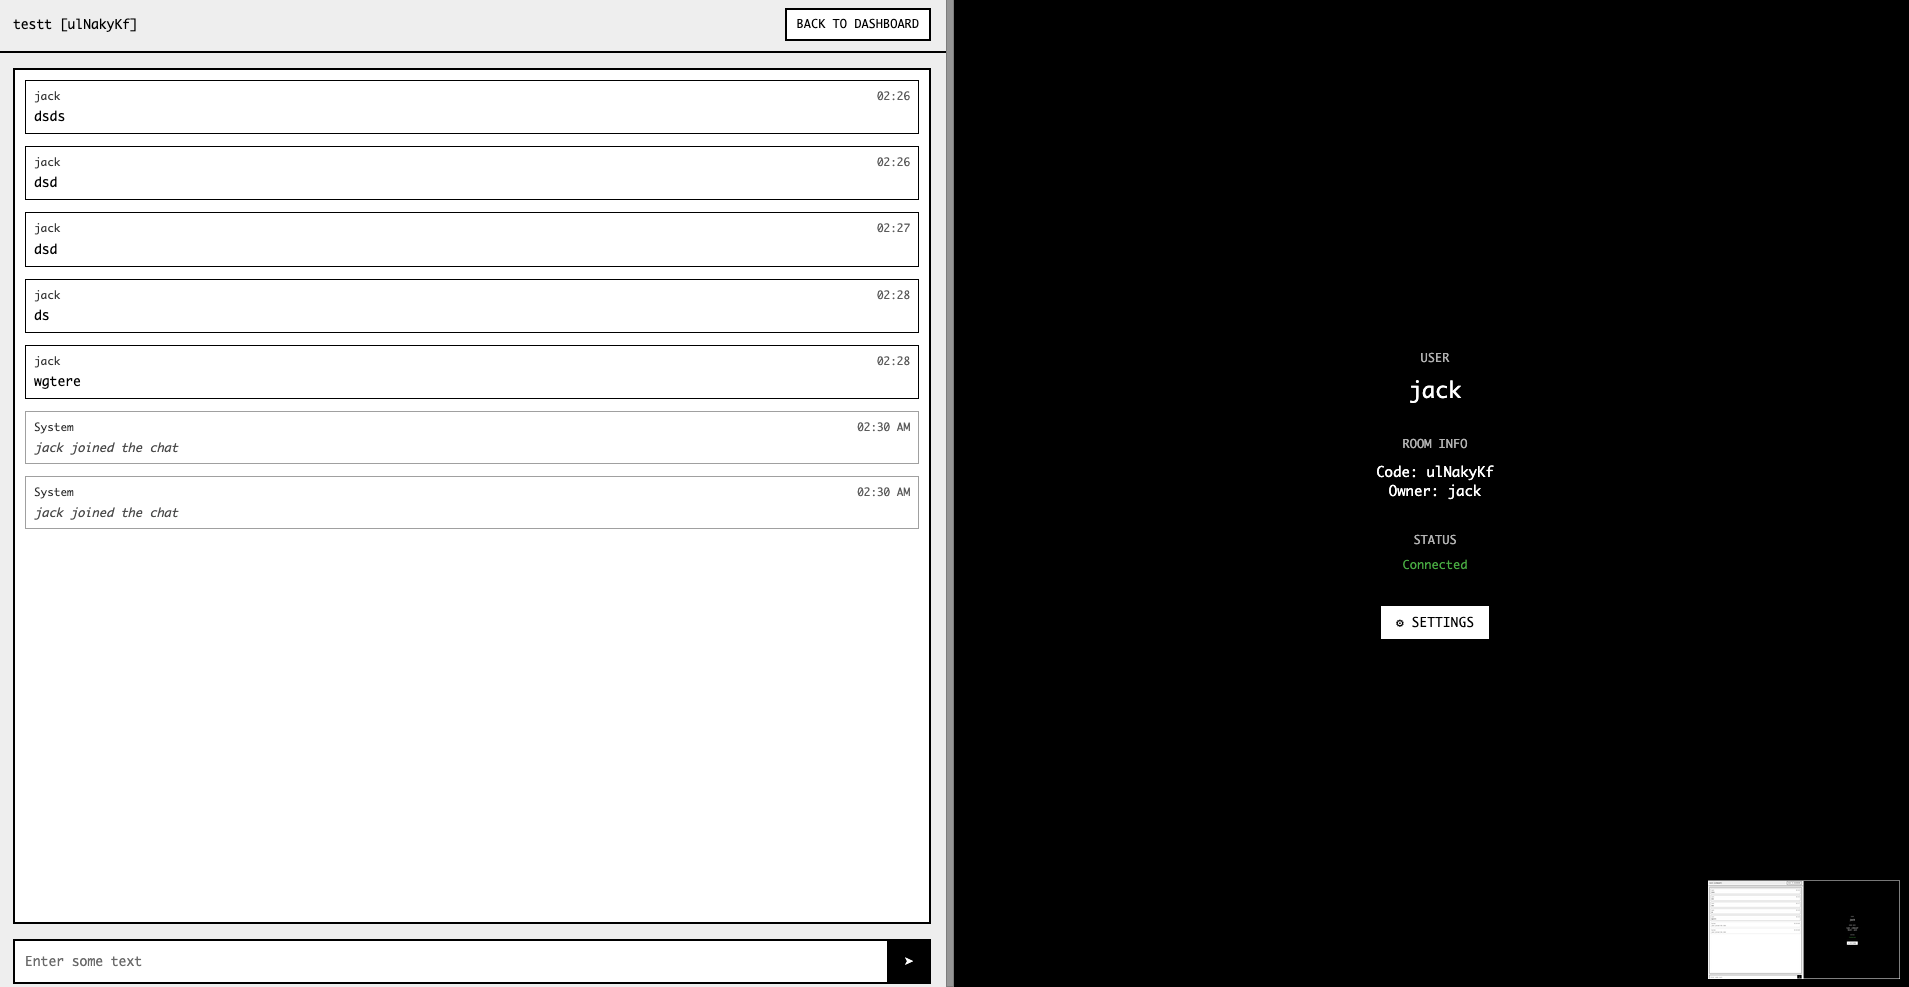 testt [ulNakyKf]
BACK TO DASHBOARD
jack 02:26
dsds
jack 02:26
dsd
jack 02:27
dsd
jack 02:28
ds
jack 02:28
wgtere
System 02:30 AM
jack joined the chat
System 02:30 AM
jack joined the chat
Enter some text
USER
jack
ROOM INFO
Code: ulNakyKf
Owner: jack
STATUS
Connected
⚙ SETTINGS